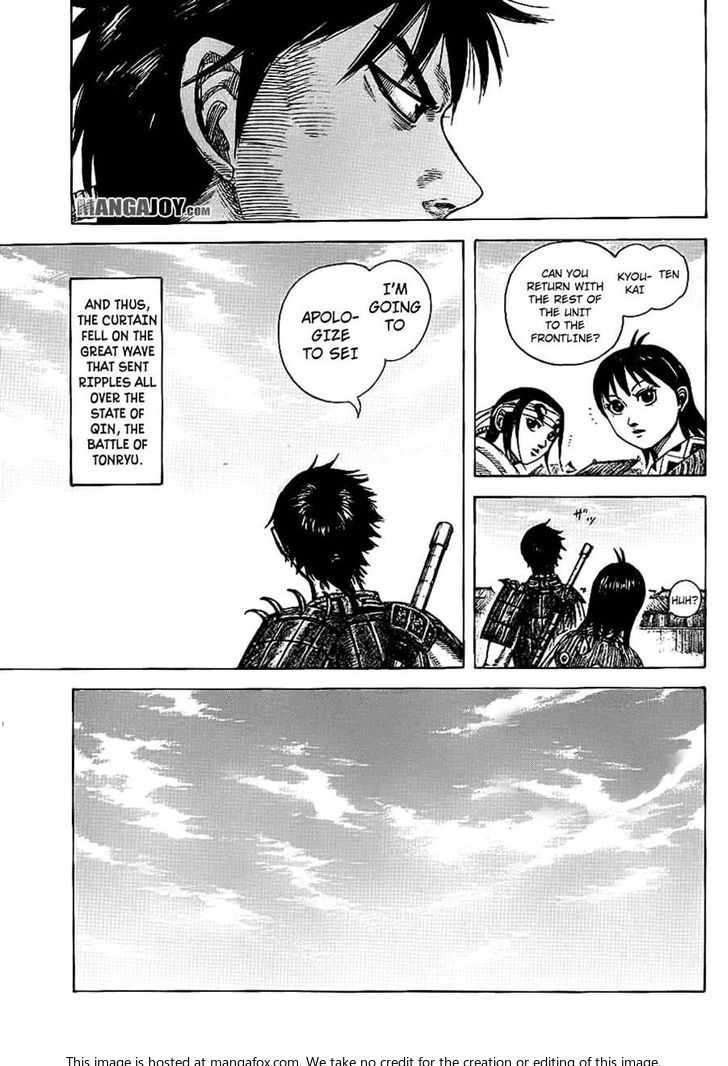 MANGAJOY.COM
TEN
KYOU-
KAI
CAN YOU
RETURN WITH
THE REST OF
THE UNIT
TO THE
FRONTLINE?
ザッ
HUH?
I'M
GOING
TO
APOLO-
GIZE
TO SEI
AND THUS,
THE CURTAIN
FELL ON THE
GREAT WAVE
THAT SENT
RIPPLES ALL
OVER THE
STATE OF
QIN, THE
BATTLE OF
TONRYU.
This image is hosted at mangafox.com. We take no credit for the creation or editing of this image.